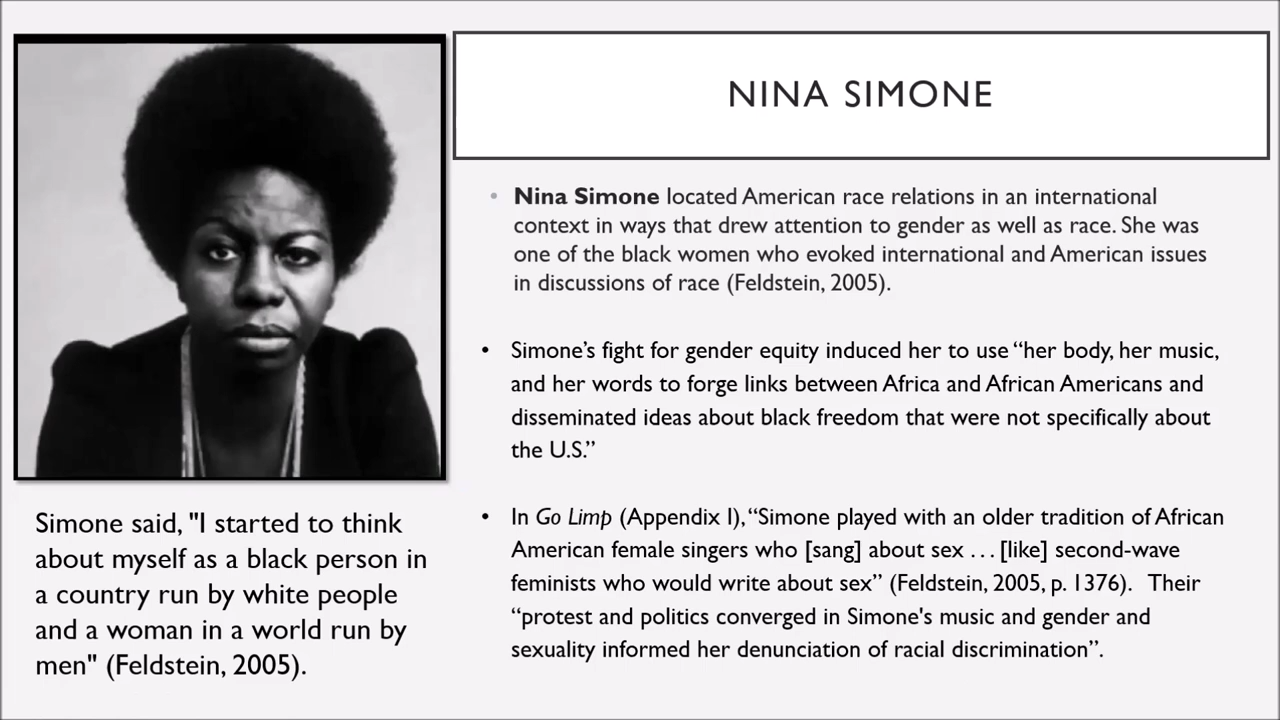 NINA SIMONE
• Nina Simone located American race relations in an international
context in ways that drew attention to gender as well as race. She was
one of the black women who evoked international and American issues
in discussions of race (Feldstein, 2005).
• Simone’s fight for gender equity induced her to use “her body, her music,
and her words to forge links between Africa and African Americans and
disseminated ideas about black freedom that were not specifically about
the U.S.”
• In Go Limp (Appendix I), “Simone played with an older tradition of African
American female singers who [sang] about sex . . . [like] second-wave
feminists who would write about sex” (Feldstein, 2005, p. 1376). Their
“protest and politics converged in Simone's music and gender and
sexuality informed her denunciation of racial discrimination”.
Simone said, "I started to think
about myself as a black person in
a country run by white people
and a woman in a world run by
men" (Feldstein, 2005).